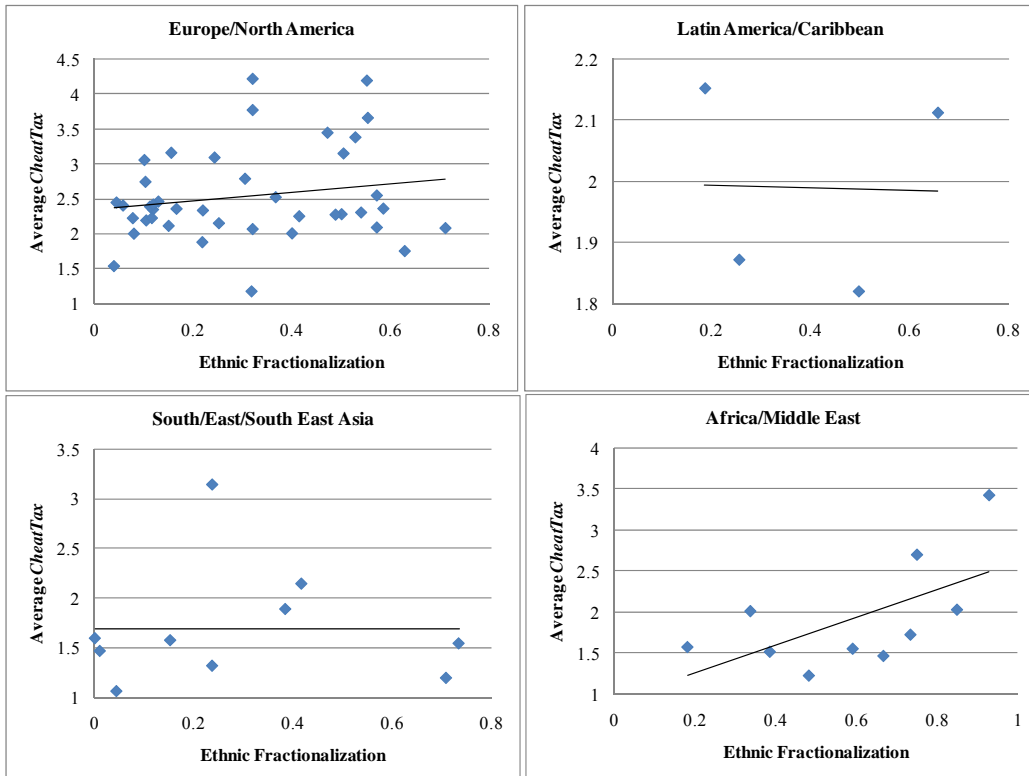 Europe/North America
4.5
4
3.5
3
2.5
2
1.5
1
0 0.2 0.4 0.6 0.8
Average CheatTax
Ethnic Fractionalization
Latin America/Caribbean
2.2
2.1
2
1.9
1.8
0 0.2 0.4 0.6 0.8
Average CheatTax
Ethnic Fractionalization
South/East/South East Asia
3.5
3
2.5
2
1.5
1
0 0.2 0.4 0.6 0.8
Average CheatTax
Ethnic Fractionalization
Africa/Middle East
4
3.5
3
2.5
2
1.5
1
0 0.2 0.4 0.6 0.8 1
Average CheatTax
Ethnic Fractionalization